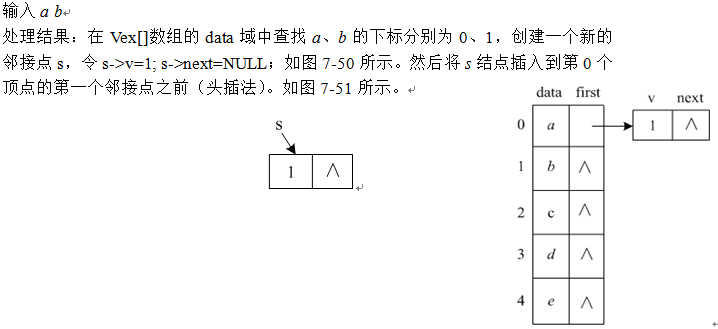 输入 a b
处理结果：在 Vex[]数组的 data 域中查找 a、b 的下标分别为 0、1，创建一个新的
邻接点 s，令 s->v=1; s->next=NULL；如图 7-50 所示。然后将 s 结点插入到第 0 个
顶点的第一个邻接点之前（头插法）。如图 7-51 所示。
s
1 ∧
data first
v next
0 a
1 ∧
1 b ∧
2 c ∧
3 d ∧
4 e ∧